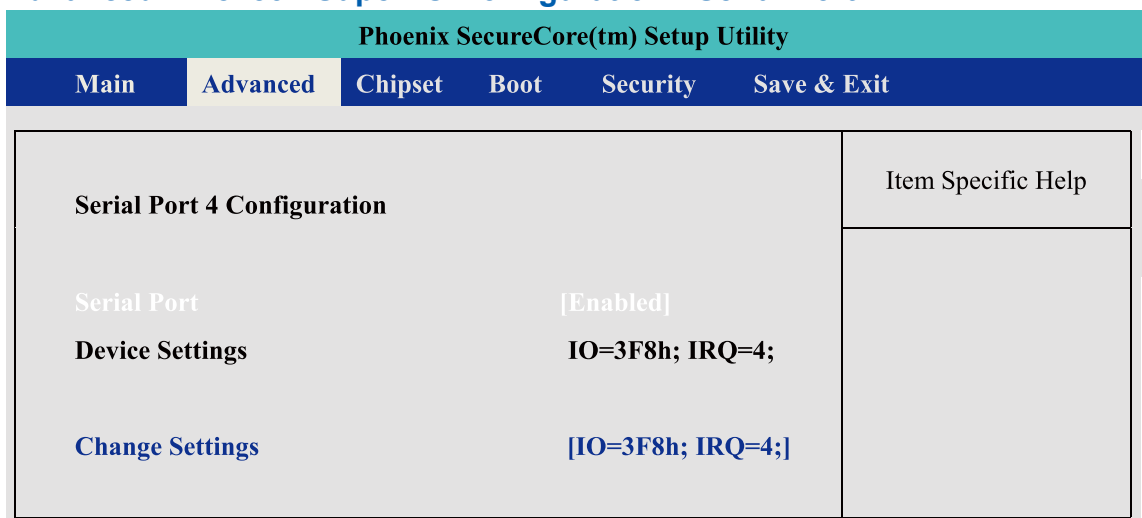 Phoenix SecureCore(tm) Setup Utility
Main Advanced Chipset Boot Security Save & Exit
Item Specific Help
Serial Port 4 Configuration
Serial Port [Enabled]
Device Settings IO=3F8h; IRQ=4;
Change Settings [IO=3F8h; IRQ=4;]